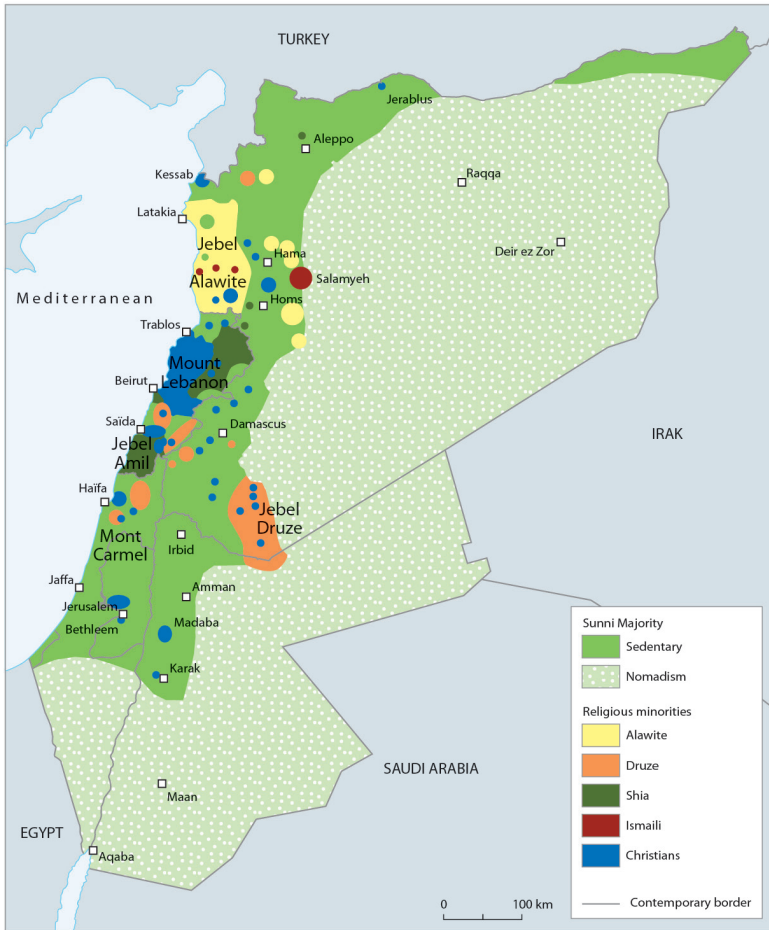 TURKEY
Jerablus
Aleppo
Kessab
Raqqa
Latakia
Jebel
Alawite
Hama
Deir ez Zor
Salamyeh
Mediterranean
Homs
Trablos
Mount
Lebanon
Beirut
Saïda
Damascus
IRAK
Jebel
Amil
Haïfa
Jebel
Druze
Mont
Carmel
Irbid
Jaffa
Amman
Jerusalem
Bethleem
Madaba
Karak
SAUDI ARABIA
Maan
EGYPT
Aqaba
Sunni Majority
Sedentary
Nomadism
Religious minorities
Alawite
Druze
Shia
Ismaili
Christians
Contemporary border
0 100 km